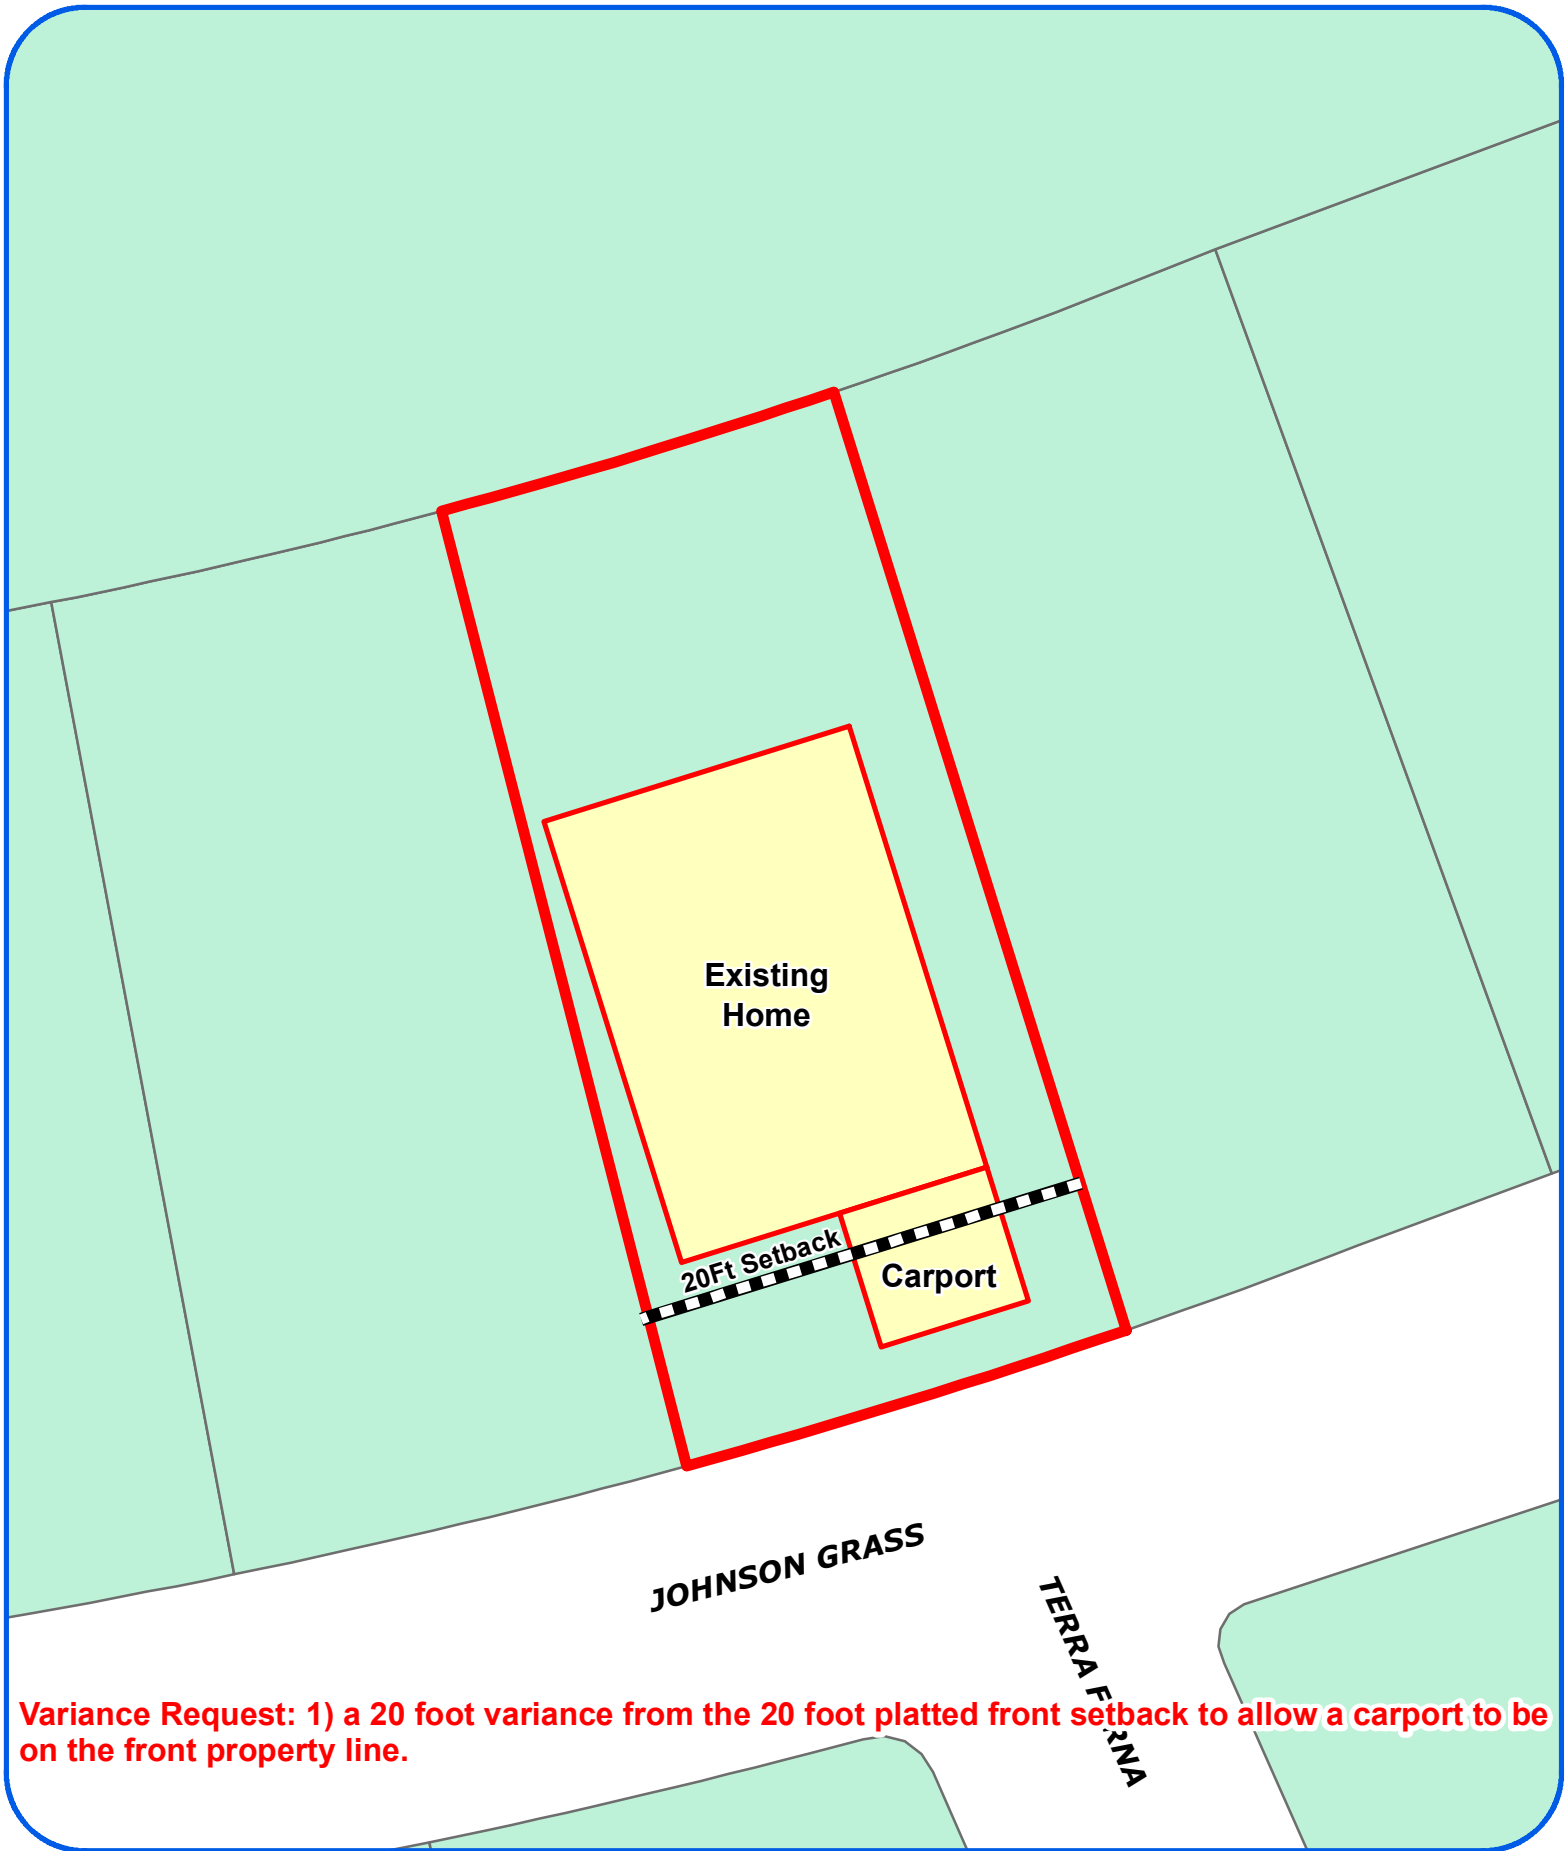 Existing
Home
20Ft Setback
Carport
JOHNSON GRASS
TERRA
Variance Request: 1) a 20 foot variance from the 20 foot platted front setback to allow a carport to be
on the front property line.